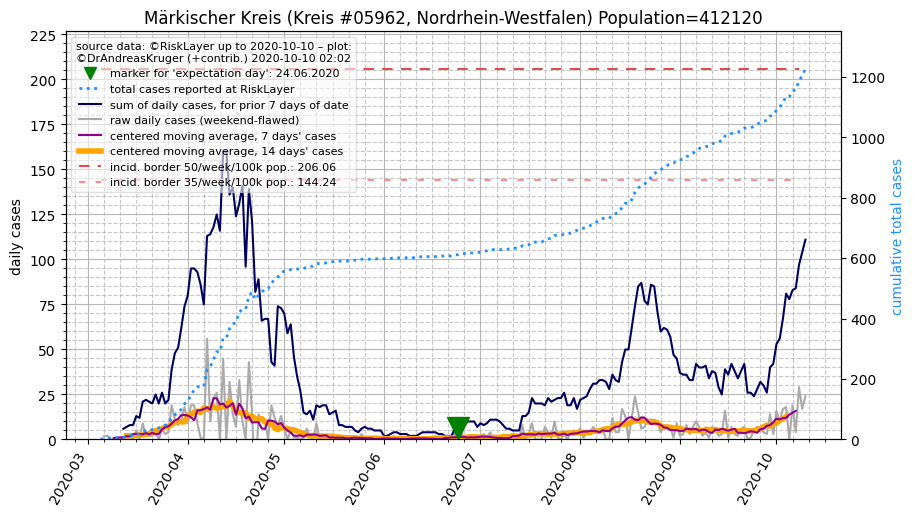 Märkischer Kreis (Kreis #05962, Nordrhein-Westfalen) Population=412120
source data: ©RiskLayer up to 2020-10-10 – plot:
©DrAndreasKruger (+contrib.) 2020-10-10 02:02
marker for 'expectation day': 24.06.2020
total cases reported at RiskLayer
sum of daily cases, for prior 7 days of date
raw daily cases (weekend-flawed)
centered moving average, 7 days' cases
centered moving average, 14 days' cases
incid. border 50/week/100k pop.: 206.06
incid. border 35/week/100k pop.: 144.24
daily cases
225
200
175
150
125
100
75
50
25
0
cumulative total cases
1200
1000
800
600
400
200
0
2020-03
2020-04
2020-05
2020-06
2020-07
2020-08
2020-09
2020-10